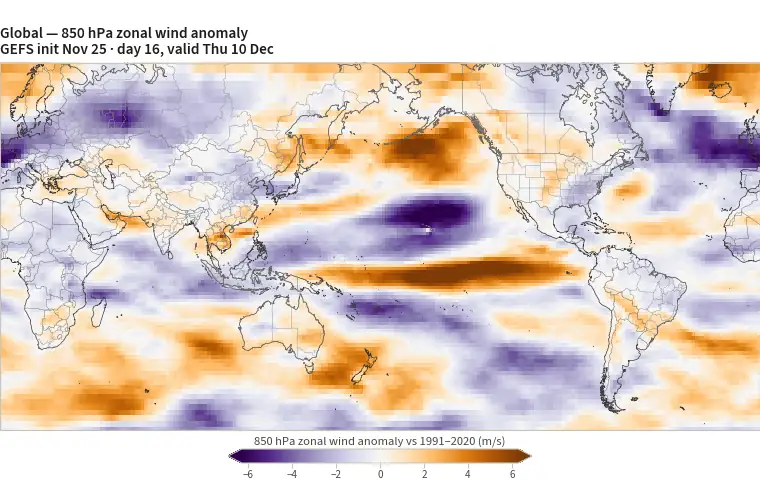 Global — 850 hPa zonal wind anomaly
GEFS init Nov 25 · day 16, valid Thu 10 Dec
850 hPa zonal wind anomaly vs 1991–2020 (m/s)
−6 −4 −2 0 2 4 6